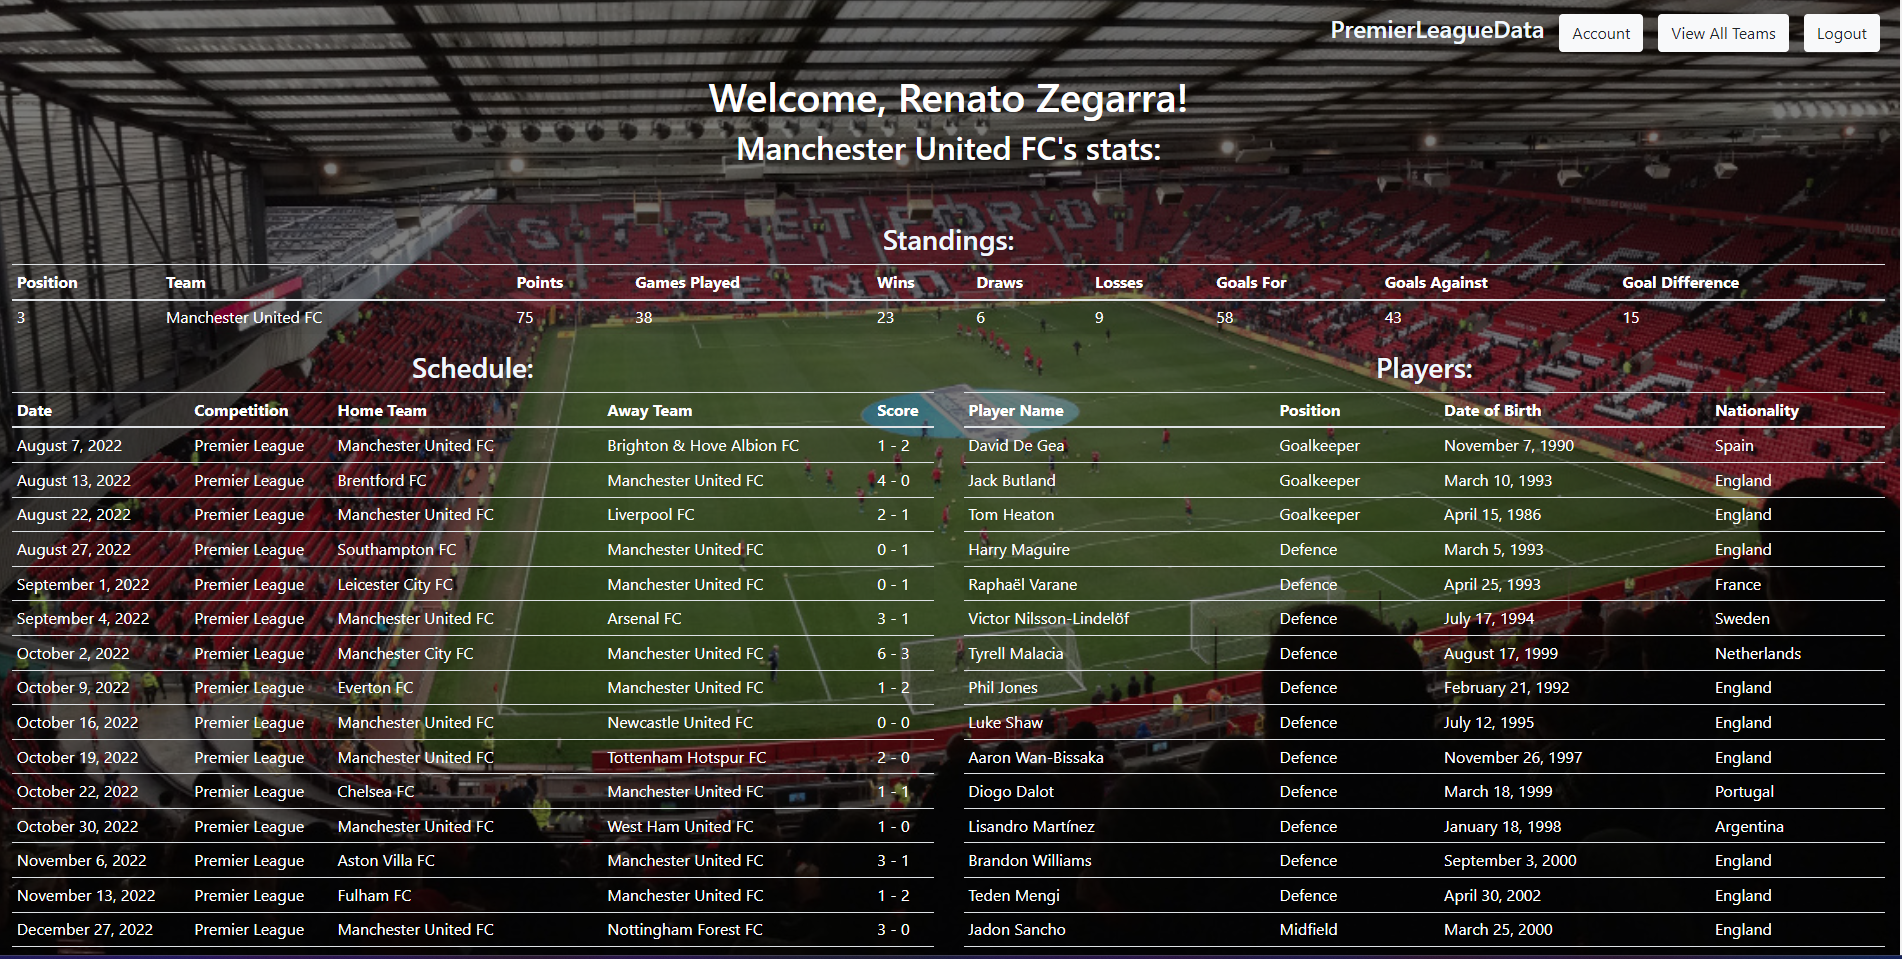 PremierLeagueData Account View All Teams Logout
Welcome, Renato Zegarra!
Manchester United FC's stats:
STRETFORD END
Standings:
Position Team Points Games Played Wins Draws Losses Goals For Goals Against Goal Difference
3 Manchester United FC 75 38 23 6 9 58 43 15
Schedule:
Date Competition Home Team Away Team Score
August 7, 2022 Premier League Manchester United FC Brighton & Hove Albion FC 1 - 2
August 13, 2022 Premier League Brentford FC Manchester United FC 4 - 0
August 22, 2022 Premier League Manchester United FC Liverpool FC 2 - 1
August 27, 2022 Premier League Southampton FC Manchester United FC 0 - 1
September 1, 2022 Premier League Leicester City FC Manchester United FC 0 - 1
September 4, 2022 Premier League Manchester United FC Arsenal FC 3 - 1
October 2, 2022 Premier League Manchester City FC Manchester United FC 6 - 3
October 9, 2022 Premier League Everton FC Manchester United FC 1 - 2
October 16, 2022 Premier League Manchester United FC Newcastle United FC 0 - 0
October 19, 2022 Premier League Manchester United FC Tottenham Hotspur FC 2 - 0
October 22, 2022 Premier League Chelsea FC Manchester United FC 1 - 1
October 30, 2022 Premier League Manchester United FC West Ham United FC 1 - 0
November 6, 2022 Premier League Aston Villa FC Manchester United FC 3 - 1
November 13, 2022 Premier League Fulham FC Manchester United FC 1 - 2
December 27, 2022 Premier League Manchester United FC Nottingham Forest FC 3 - 0
Players:
Player Name Position Date of Birth Nationality
David De Gea Goalkeeper November 7, 1990 Spain
Jack Butland Goalkeeper March 10, 1993 England
Tom Heaton Goalkeeper April 15, 1986 England
Harry Maguire Defence March 5, 1993 England
Raphaël Varane Defence April 25, 1993 France
Victor Nilsson-Lindelöf Defence July 17, 1994 Sweden
Tyrell Malacia Defence August 17, 1999 Netherlands
Phil Jones Defence February 21, 1992 England
Luke Shaw Defence July 12, 1995 England
Aaron Wan-Bissaka Defence November 26, 1997 England
Diogo Dalot Defence March 18, 1999 Portugal
Lisandro Martínez Defence January 18, 1998 Argentina
Brandon Williams Defence September 3, 2000 England
Teden Mengi Defence April 30, 2002 England
Jadon Sancho Midfield March 25, 2000 England